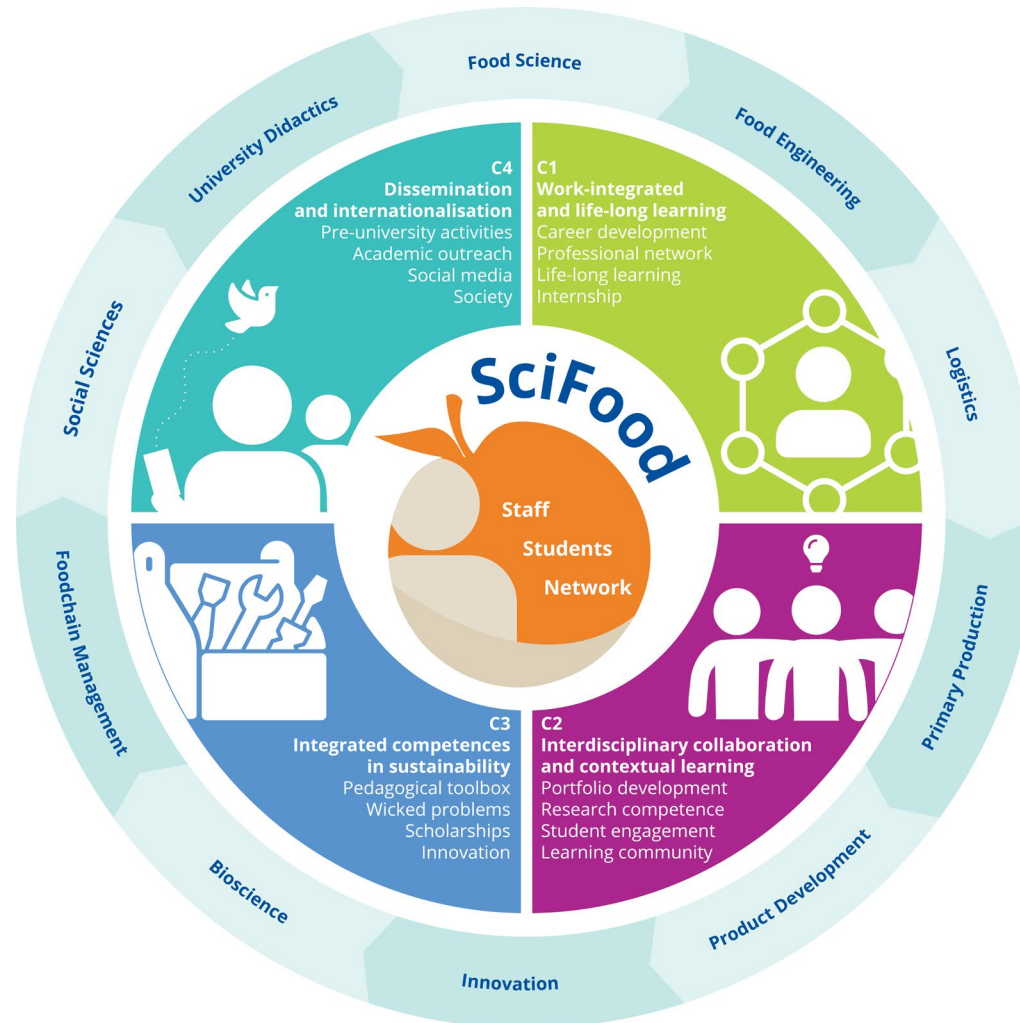 Food Science
Food Engineering
Logistics
Primary Production
Product Development
Innovation
Bioscience
Foodchain Management
Social Sciences
University Didactics
C4
Dissemination
and internationalisation
Pre-university activities
Academic outreach
Social media
Society
C1
Work-integrated
and life-long learning
Career development
Professional network
Life-long learning
Internship
SciFood
Staff
Students
Network
C3
Integrated competences
in sustainability
Pedagogical toolbox
Wicked problems
Scholarships
Innovation
C2
Interdisciplinary collaboration
and contextual learning
Portfolio development
Research competence
Student engagement
Learning community